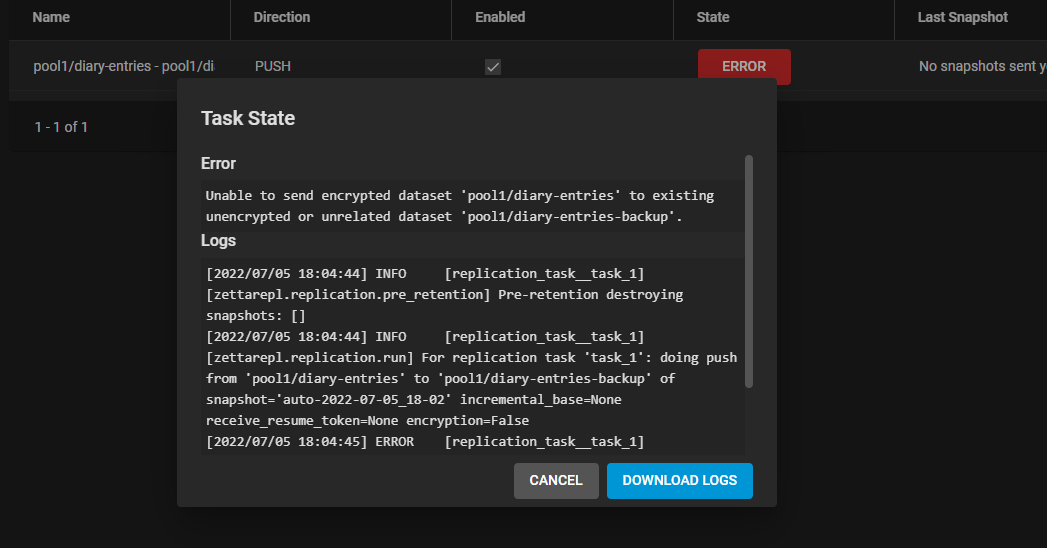 Name Direction Enabled State Last Snapshot
pool1/diary-entries - pool1/di PUSH ERROR No snapshots sent y
1 - 1 of 1
Task State
Error
Unable to send encrypted dataset 'pool1/diary-entries' to existing
unencrypted or unrelated dataset 'pool1/diary-entries-backup'.
Logs
[2022/07/05 18:04:44] INFO [replication_task__task_1]
[zettarepl.replication.pre_retention] Pre-retention destroying
snapshots: []
[2022/07/05 18:04:44] INFO [replication_task__task_1]
[zettarepl.replication.run] For replication task 'task_1': doing push
from 'pool1/diary-entries' to 'pool1/diary-entries-backup' of
snapshot='auto-2022-07-05_18-02' incremental_base=None
receive_resume_token=None encryption=False
[2022/07/05 18:04:45] ERROR [replication_task__task_1]
CANCEL DOWNLOAD LOGS